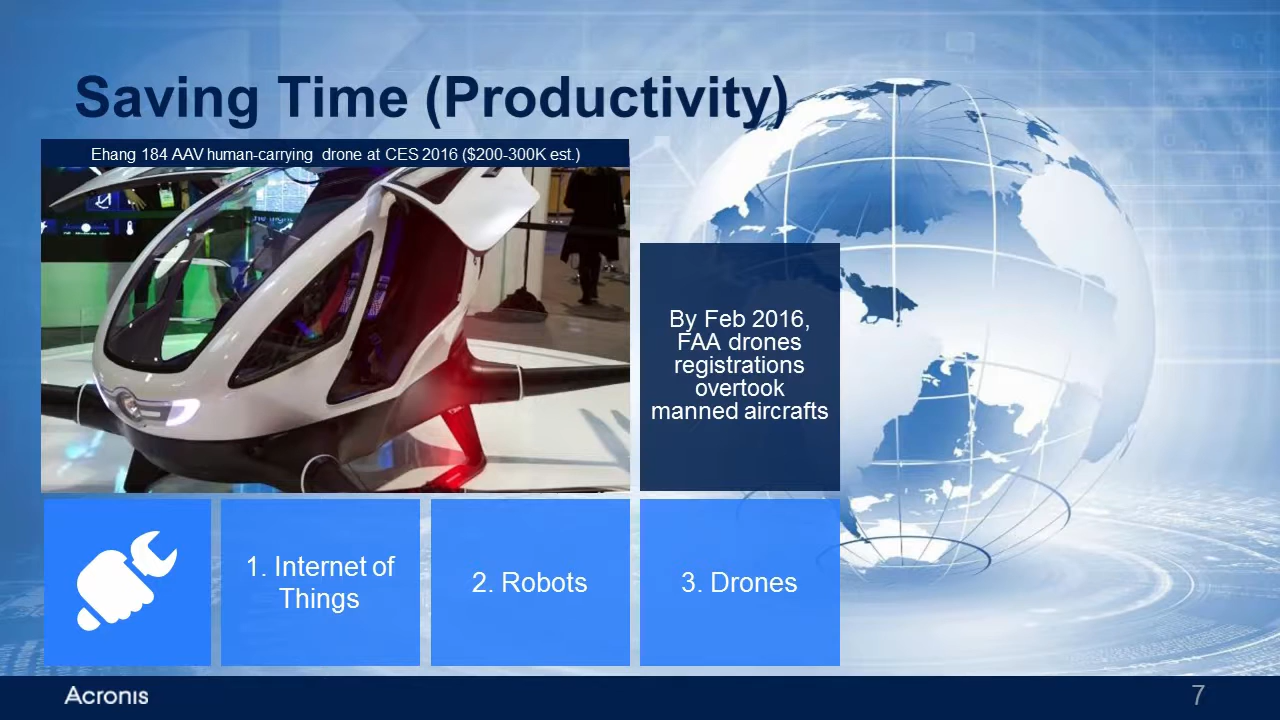 Saving Time (Productivity)
Ehang 184 AAV human-carrying drone at CES 2016 ($200-300K est.)
By Feb 2016,
FAA drones
registrations
overtook
manned aircrafts
1. Internet of
Things
2. Robots
3. Drones
Acronis
7